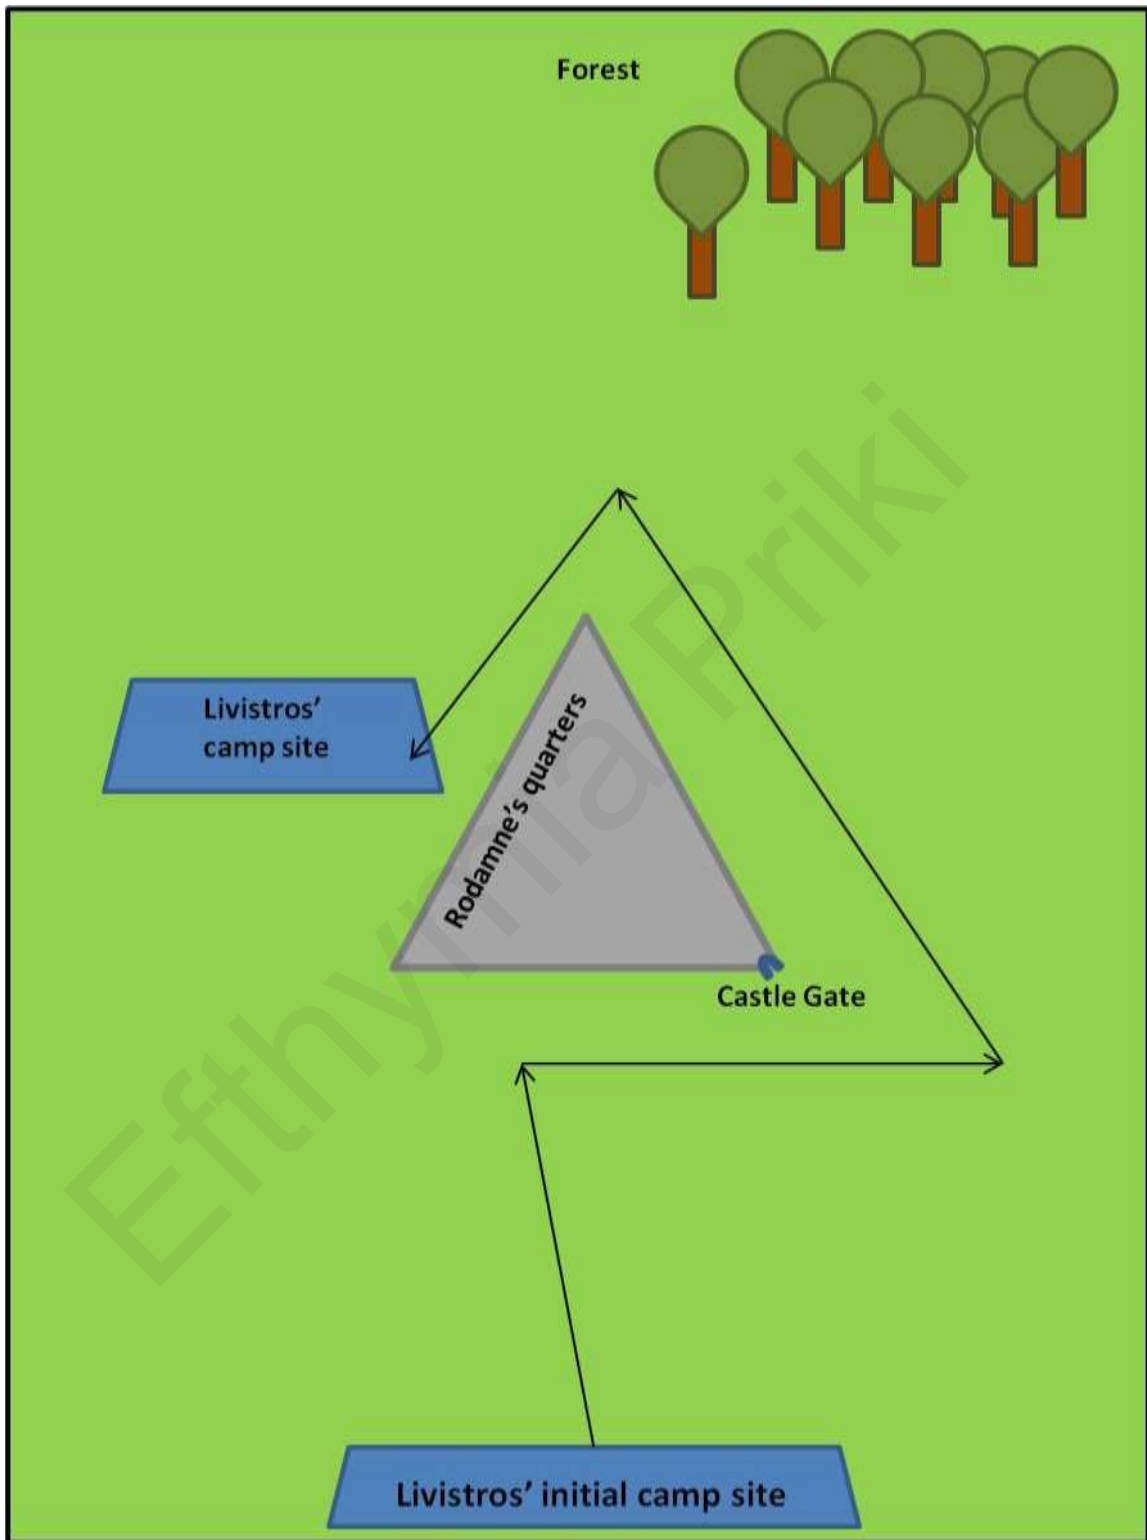 Forest
Livistros'
camp site
Rodamne's quarters
Castle Gate
Livistros' initial camp site
Efthymia Priki